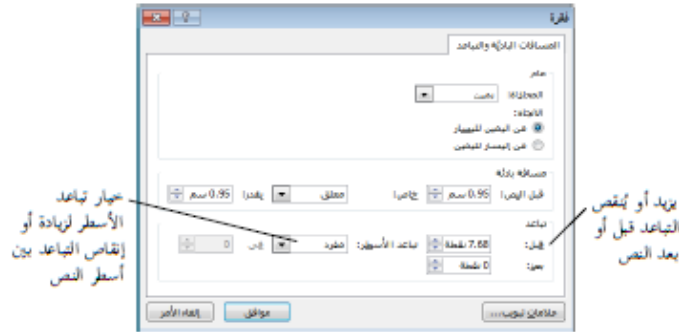 فقرة
المسافات البادئة والتباعد
عام
المحاذاة: يمين
الاتجاه:
من اليمين لليسار
من اليسار لليمين
مسافة بادئة
قبل النص: 0.95 سم خاص: معلق بمقدار: 0.95 سم
تباعد
قبل: 7.68 نقطة تباعد الأسطر: مفرد في 0
بعد: 0 نقطة
علامات تبويب... موافق إلغاء الأمر
خيار تباعد
الأسطر لزيادة أو
إنقاص التباعد بين
أسطر النص
يزيد أو يُنقص
التباعد قبل أو
بعد النص